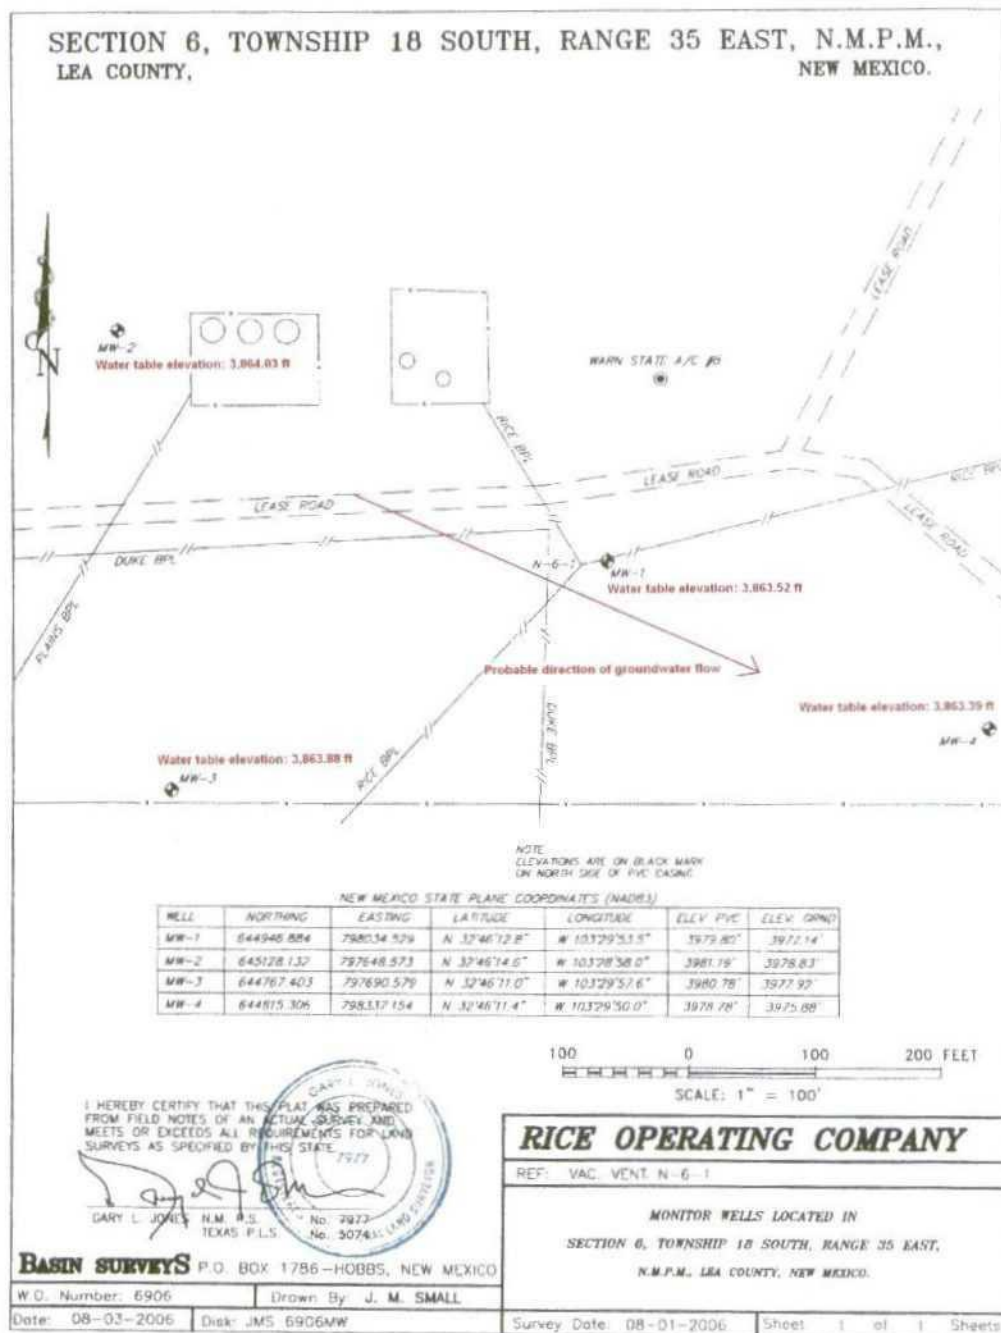 SECTION 6, TOWNSHIP 18 SOUTH, RANGE 35 EAST, N.M.P.M.,
LEA COUNTY, NEW MEXICO.
LEASE ROAD
N
MW-2
Water table elevation: 3,864.03 ft
WARN STATE A/C #6
RICE BPL
LEASE ROAD
RICE BPL
LEASE ROAD
LEASE ROAD
DUKE BPL
N-6-1
MW-1
Water table elevation: 3,863.52 ft
PLAINS BPL
Probable direction of groundwater flow
Water table elevation: 3,863.39 ft
MW-4
DUKE BPL
Water table elevation: 3,863.88 ft
RICE BPL
MW-3
NOTE
ELEVATIONS ARE ON BLACK MARK
ON NORTH SIDE OF PVC CASING
NEW MEXICO STATE PLANE COORDINATES (NAD83)
WELL NORTHING EASTING LATITUDE LONGITUDE ELEV PVC ELEV. GRND
MW-1 644946.884 798034.529 N 32°46'12.8" W 103°29'53.5" 3979.80' 3977.14'
MW-2 645128.132 797648.573 N 32°46'14.6" W 103°28'58.0" 3981.19' 3978.83'
MW-3 644767.403 797690.579 N 32°46'11.0" W 103°29'57.6" 3980.78' 3977.92'
MW-4 644815.306 798337.154 N 32°46'11.4" W 103°29'50.0" 3978.78' 3975.88'
100 0 100 200 FEET
SCALE: 1" = 100'
I HEREBY CERTIFY THAT THIS PLAT WAS PREPARED
FROM FIELD NOTES OF AN ACTUAL SURVEY AND
MEETS OR EXCEEDS ALL REQUIREMENTS FOR LAND
SURVEYS AS SPECIFIED BY THIS STATE.
GARY L. JONES
7977
LAND SURVEYOR
GARY L. JONES N.M. P.S. No. 7977
TEXAS P.L.S. No. 5074
BASIN SURVEYS P.O. BOX 1786-HOBBS, NEW MEXICO
W.O. Number: 6906 Drawn By: J. M. SMALL
Date: 08-03-2006 Disk: JMS 6906MW
RICE OPERATING COMPANY
REF: VAC. VENT. N-6-1
MONITOR WELLS LOCATED IN
SECTION 6, TOWNSHIP 18 SOUTH, RANGE 35 EAST,
N.M.P.M., LEA COUNTY, NEW MEXICO.
Survey Date: 08-01-2006 Sheet 1 of 1 Sheets